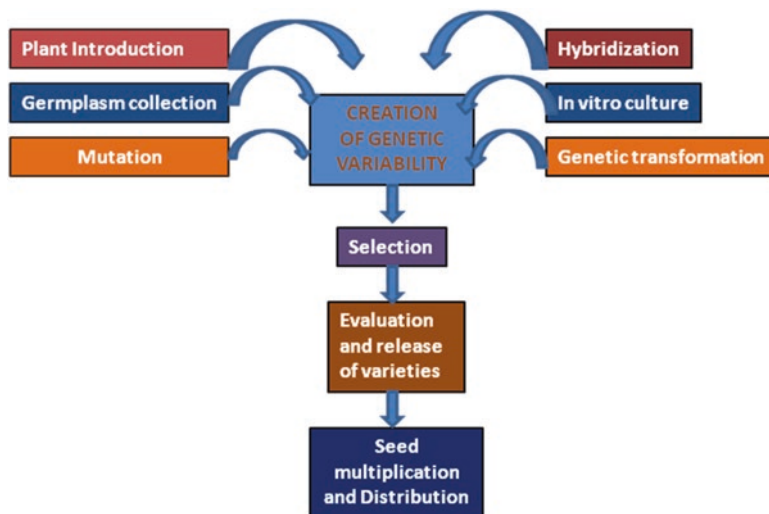 Plant Introduction
Germplasm collection
Mutation
Hybridization
In vitro culture
Genetic transformation
CREATION
OF GENETIC
VARIABILITY
Selection
Evaluation
and release
of varieties
Seed
multiplication
and Distribution